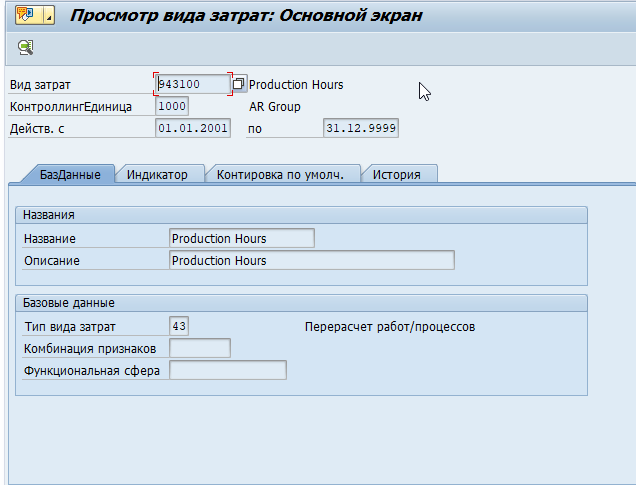 Просмотр вида затрат: Основной экран
Вид затрат 943100 Production Hours
КонтроллингЕдиница 1000 AR Group
Действ. с 01.01.2001 по 31.12.9999
БазДанные Индикатор Контировка по умолч. История
Названия
Название Production Hours
Описание Production Hours
Базовые данные
Тип вида затрат 43 Перерасчет работ/процессов
Комбинация признаков
Функциональная сфера